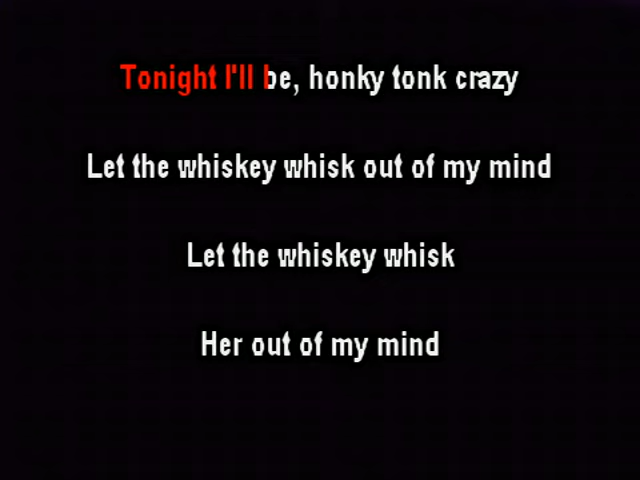 Tonight I'll be, honky tonk crazy
Let the whiskey whisk out of my mind
Let the whiskey whisk
Her out of my mind